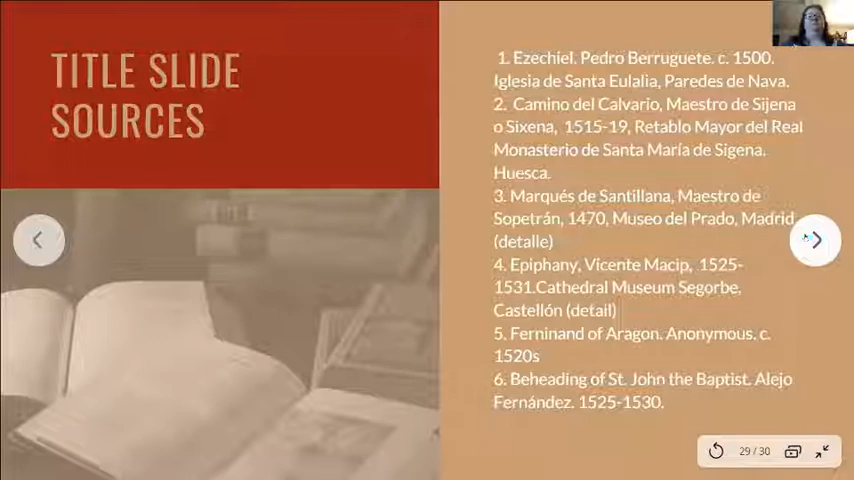 TITLE SLIDE
SOURCES
1. Ezechiel. Pedro Berruguete. c. 1500.
Iglesia de Santa Eulalia, Paredes de Nava.
2. Camino del Calvario, Maestro de Sijena
o Sixena, 1515-19, Retablo Mayor del Real
Monasterio de Santa María de Sigena.
Huesca.
3. Marqués de Santillana, Maestro de
Sopetrán, 1470, Museo del Prado, Madrid
(detalle)
4. Epiphany, Vicente Macip, 1525-
1531.Cathedral Museum Segorbe,
Castellón (detail)
5. Ferninand of Aragon. Anonymous. c.
1520s
6. Beheading of St. John the Baptist. Alejo
Fernández. 1525-1530.
29 / 30